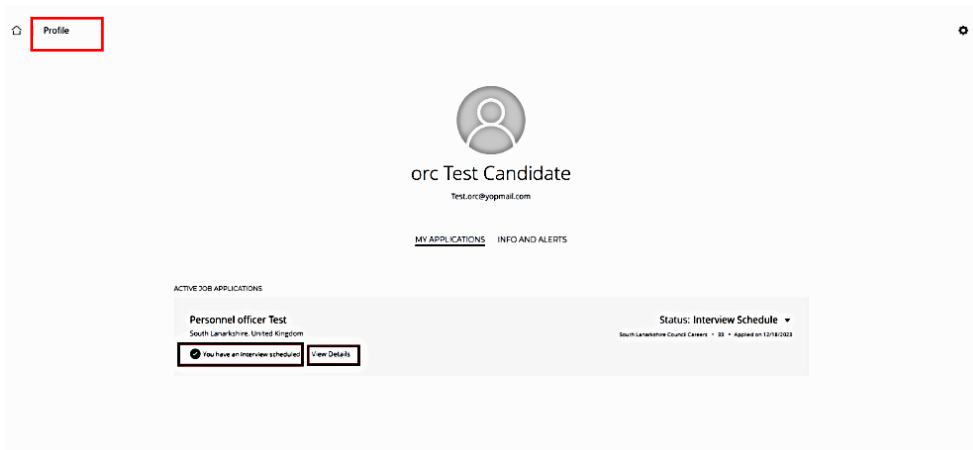 Profile
orc Test Candidate
Test.orc@yopmail.com
MY APPLICATIONS INFO AND ALERTS
ACTIVE JOB APPLICATIONS
Personnel officer Test
Status: Interview Schedule
South Lanarkshire, United Kingdom
South Lanarkshire Council Careers • 33 • Applied on 12/18/2023
You have an interview scheduled View Details